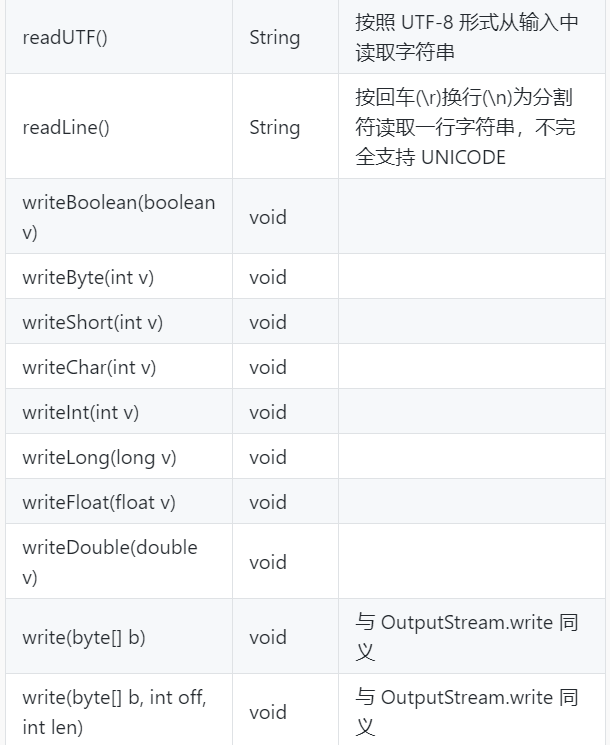 readUTF()
String
按照 UTF-8 形式从输入中
读取字符串
readLine()
String
按回车(\r)换行(\n)为分割
符读取一行字符串，不完
全支持 UNICODE
writeBoolean(boolean
v)
void
writeByte(int v)
void
writeShort(int v)
void
writeChar(int v)
void
writeInt(int v)
void
writeLong(long v)
void
writeFloat(float v)
void
writeDouble(double
v)
void
write(byte[] b)
void
与 OutputStream.write 同
义
write(byte[] b, int off,
int len)
void
与 OutputStream.write 同
义